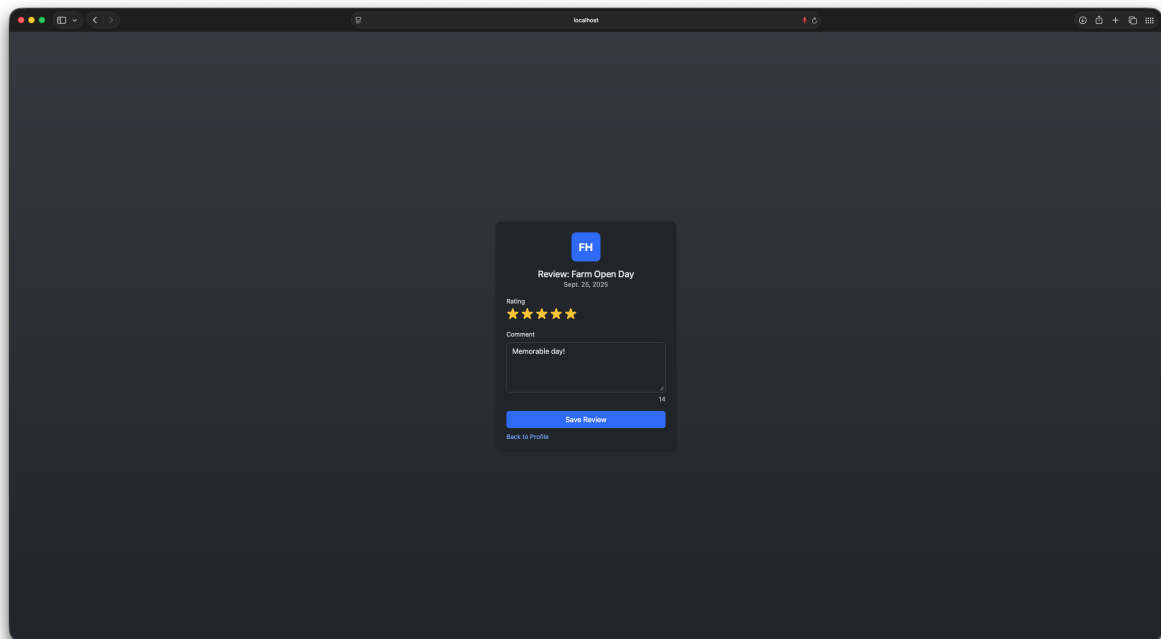 localhost
FH
Review: Farm Open Day
Sept. 25, 2025
Rating
Comment
Memorable day!
14
Save Review
Back to Profile